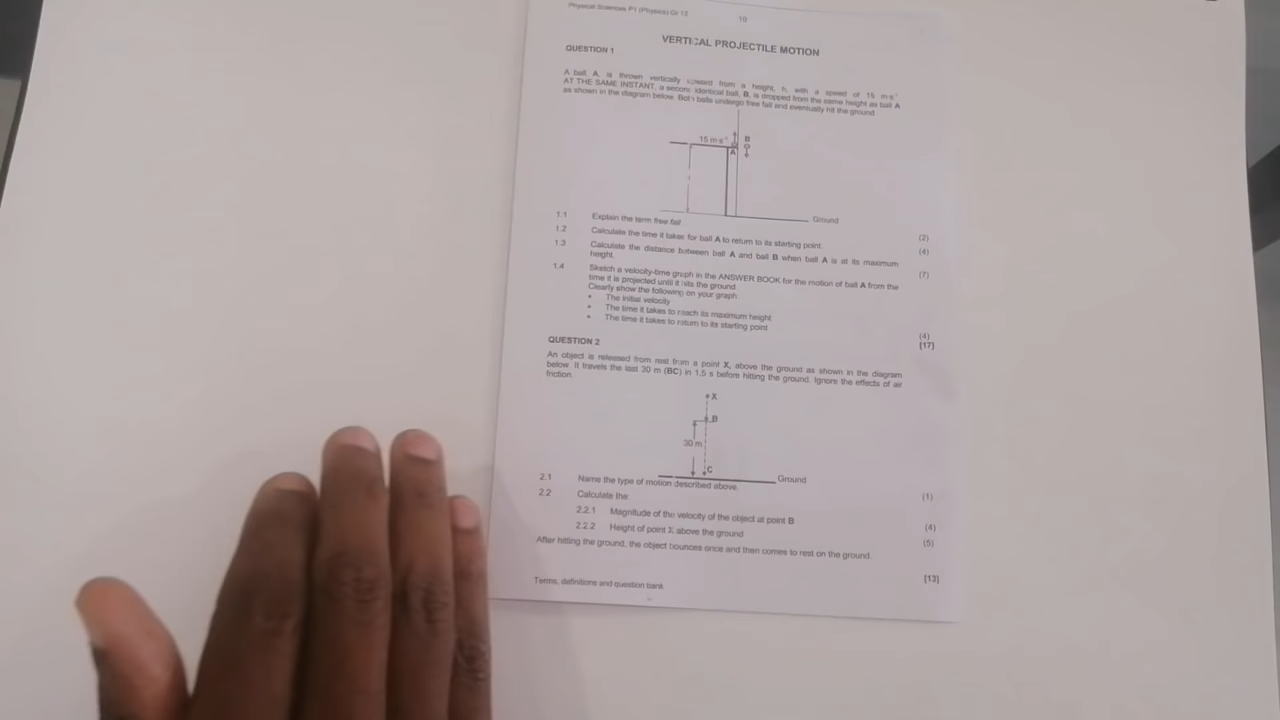 Physical Sciences P1 (Physics) Gr 12
19
VERTICAL PROJECTILE MOTION
QUESTION 1
A ball, A, is thrown vertically upward from a height, h, with a speed of 15 m·s⁻¹.
AT THE SAME INSTANT, a second identical ball, B, is dropped from the same height as ball A
as shown in the diagram below. Both balls undergo free fall and eventually hit the ground.
15 m·s⁻¹
B
A
Ground
1.1 Explain the term free fall. (2)
1.2 Calculate the time it takes for ball A to return to its starting point. (4)
1.3 Calculate the distance between ball A and ball B when ball A is at its maximum
height. (7)
1.4 Sketch a velocity-time graph in the ANSWER BOOK for the motion of ball A from the
time it is projected until it hits the ground.
Clearly show the following on your graph:
• The initial velocity
• The time it takes to reach its maximum height
• The time it takes to return to its starting point
(4)
[17]
QUESTION 2
An object is released from rest from a point X, above the ground as shown in the diagram
below. It travels the last 30 m (BC) in 1,5 s before hitting the ground. Ignore the effects of air
friction.
X
B
30 m
C
Ground
2.1 Name the type of motion described above. (1)
2.2 Calculate the:
2.2.1 Magnitude of the velocity of the object at point B (4)
2.2.2 Height of point X above the ground (5)
After hitting the ground, the object bounces once and then comes to rest on the ground.
[13]
Terms, definitions and question bank